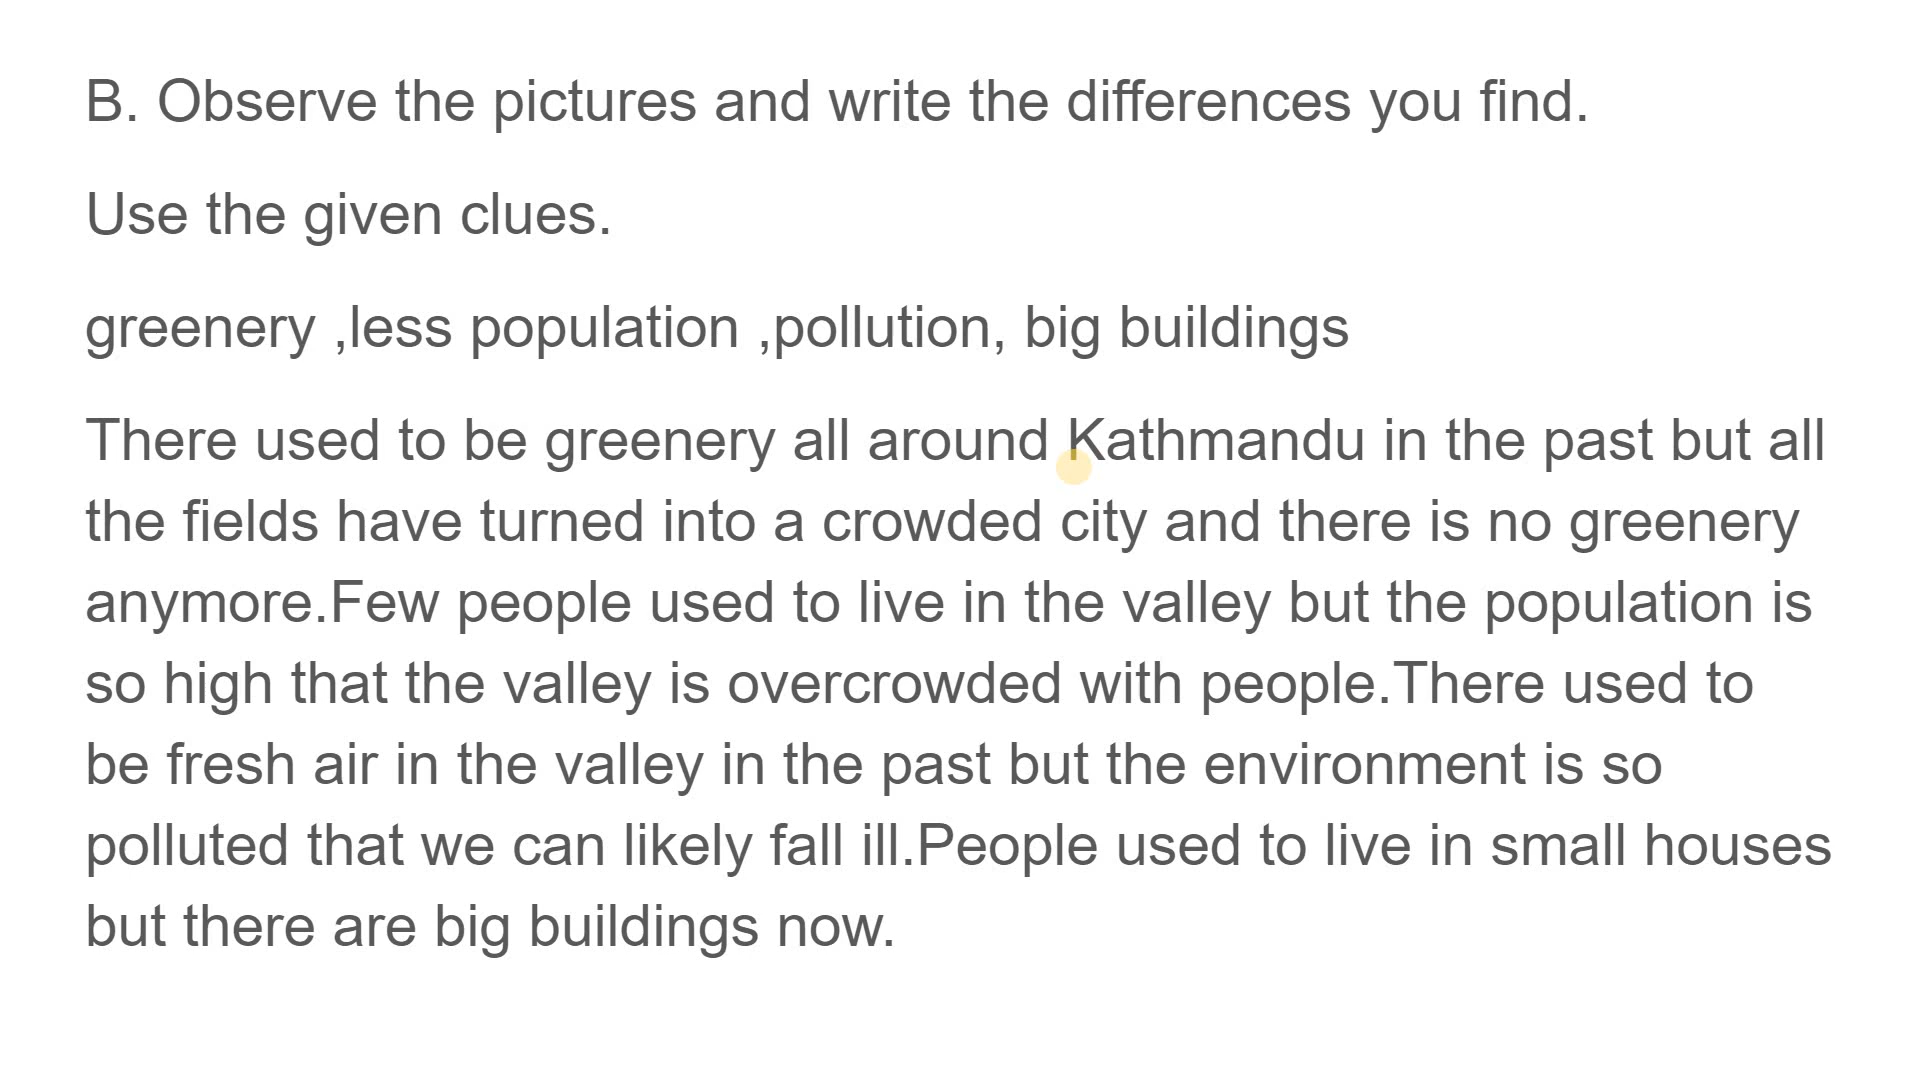 B. Observe the pictures and write the differences you find.
Use the given clues.
greenery ,less population ,pollution, big buildings
There used to be greenery all around Kathmandu in the past but all
the fields have turned into a crowded city and there is no greenery
anymore.Few people used to live in the valley but the population is
so high that the valley is overcrowded with people.There used to
be fresh air in the valley in the past but the environment is so
polluted that we can likely fall ill.People used to live in small houses
but there are big buildings now.